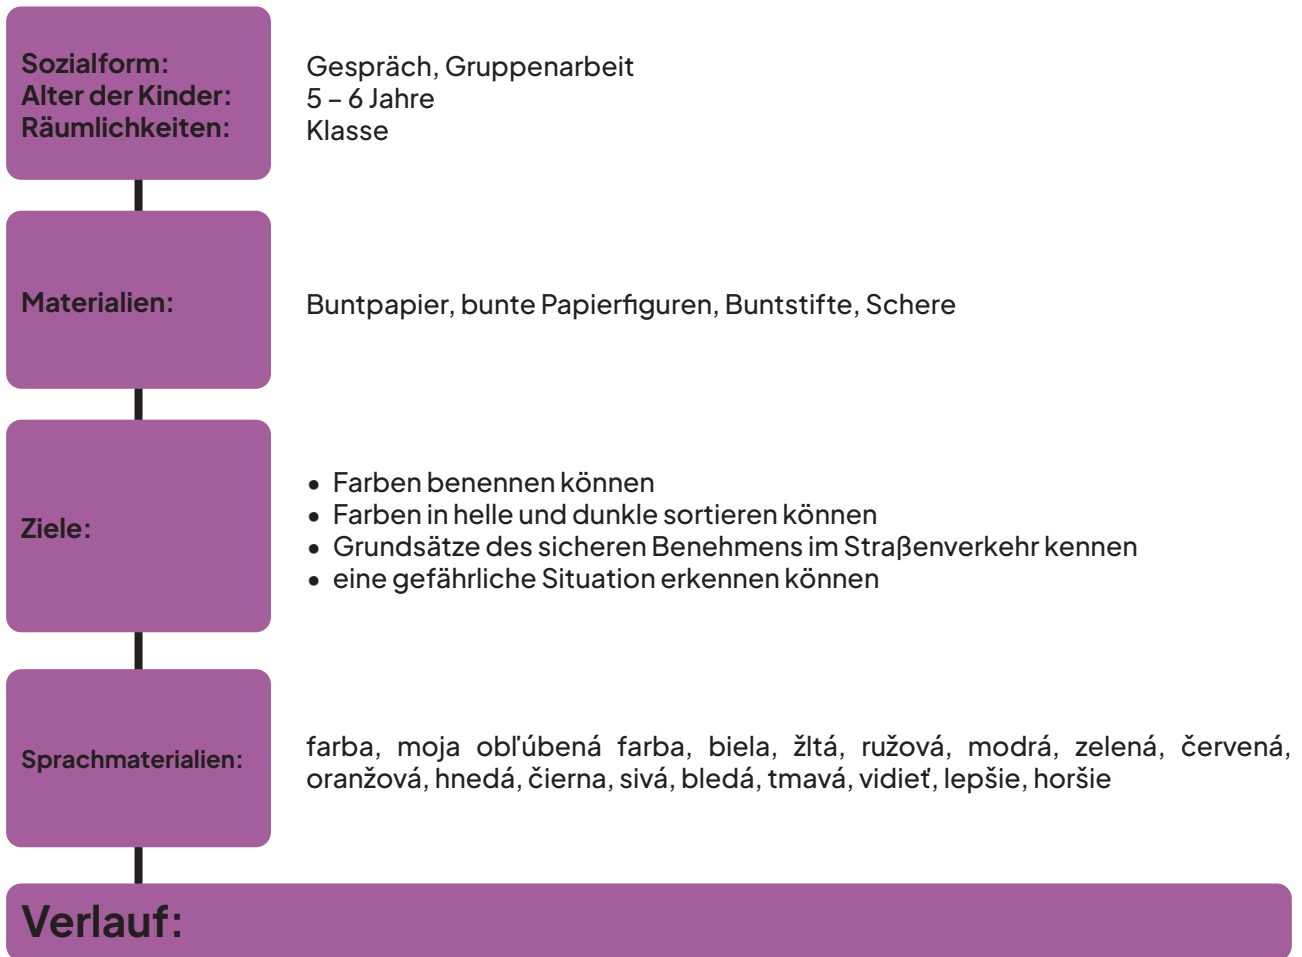 Sozialform:
Alter der Kinder:
Räumlichkeiten:
Gespräch, Gruppenarbeit
5 – 6 Jahre
Klasse
Materialien:
Buntpapier, bunte Papierfiguren, Buntstifte, Schere
Ziele:
• Farben benennen können
• Farben in helle und dunkle sortieren können
• Grundsätze des sicheren Benehmens im Straßenverkehr kennen
• eine gefährliche Situation erkennen können
Sprachmaterialien:
farba, moja obľúbená farba, biela, žltá, ružová, modrá, zelená, červená,
oranžová, hnedá, čierna, sivá, bledá, tmavá, vidieť, lepšie, horšie
Verlauf: